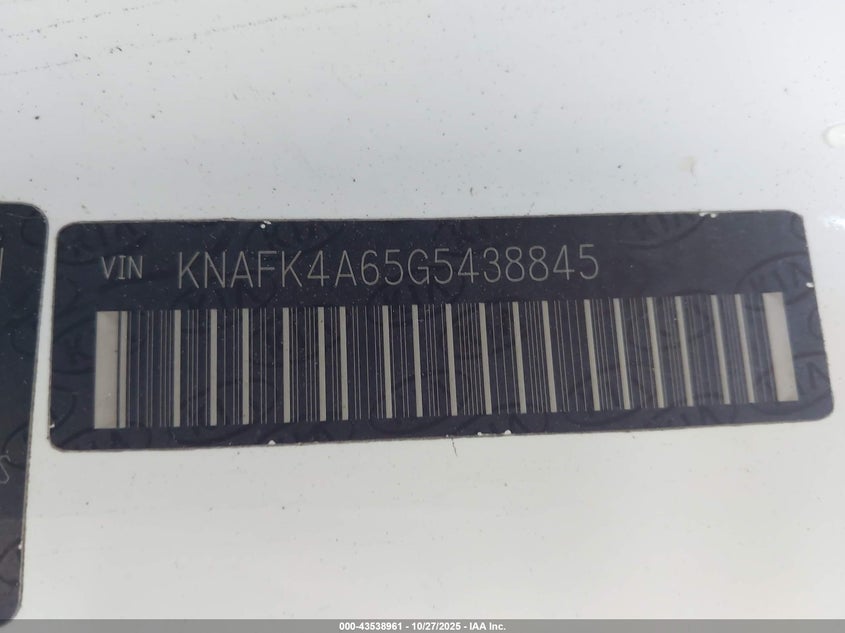 VIN KNAFK4A65G5438845
000-43538961 - 10/27/2025 - IAA Inc.